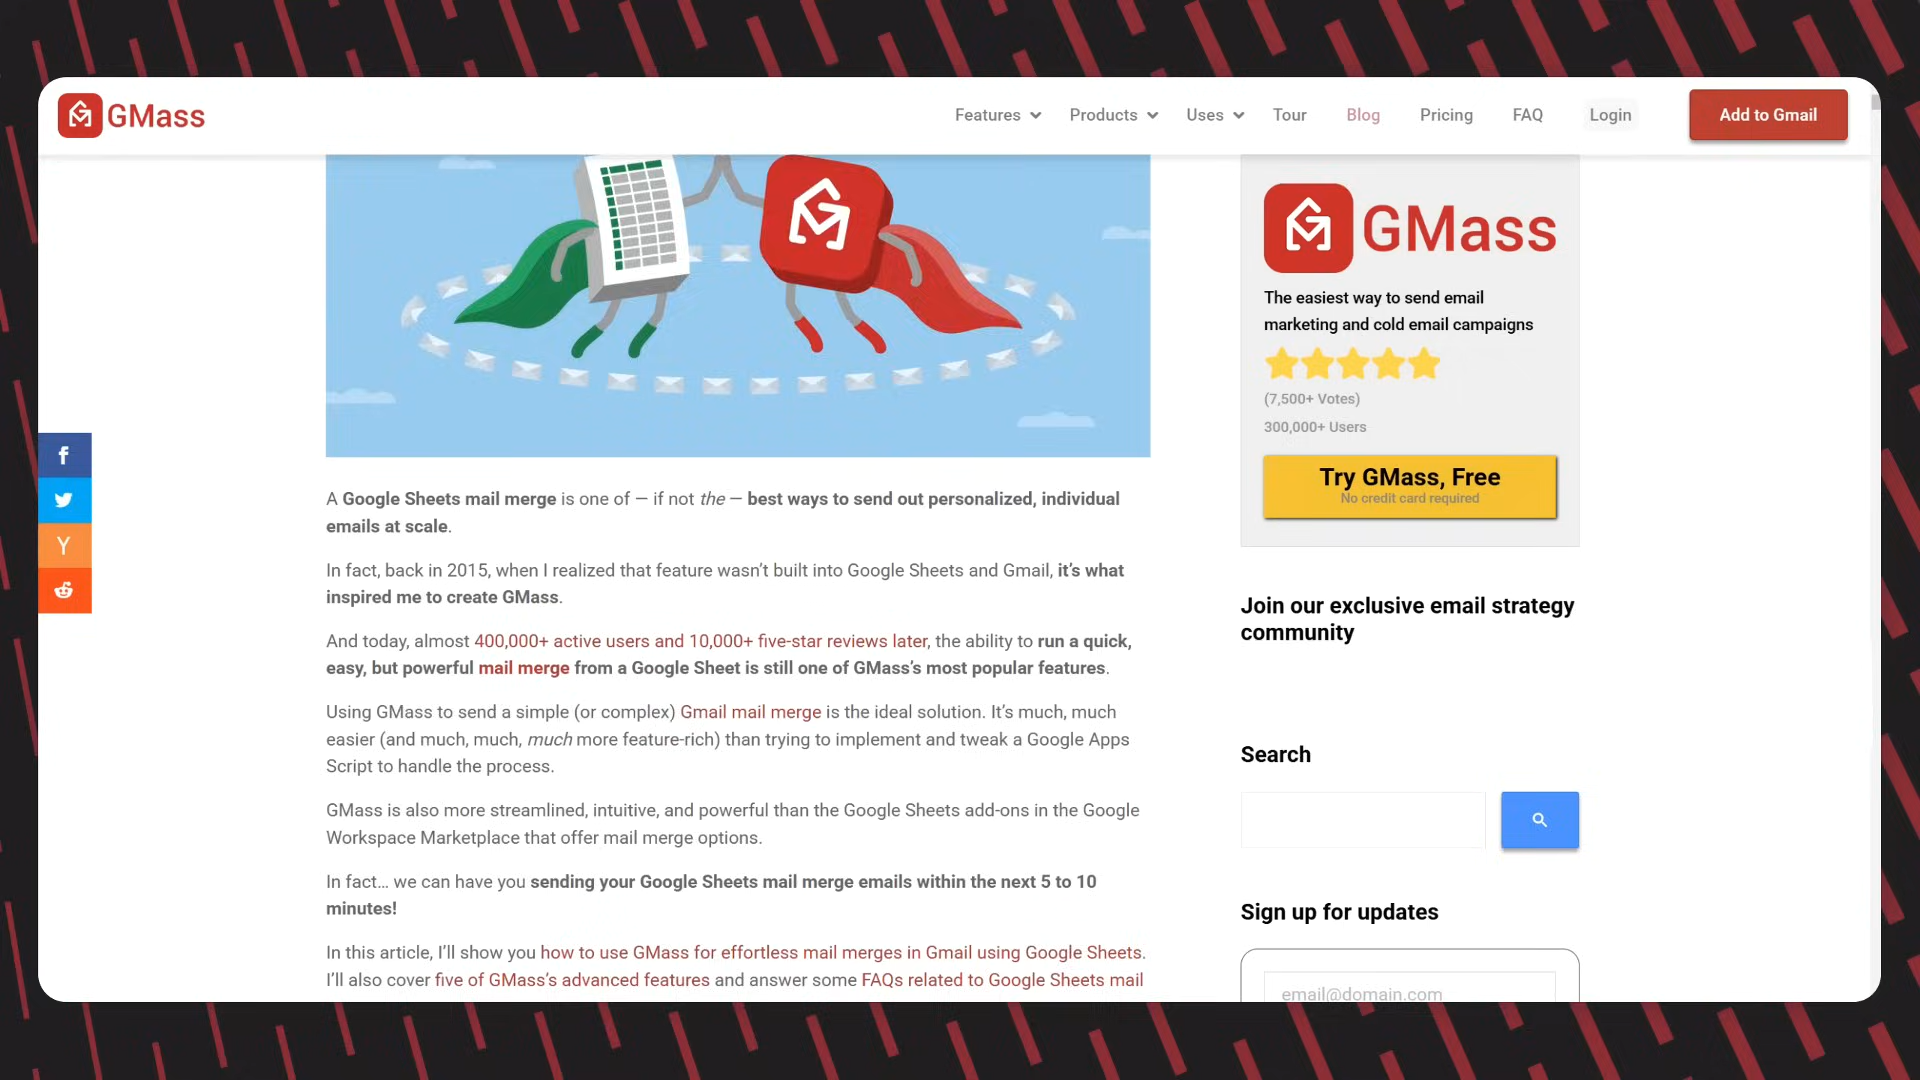 GMass
Features Products Uses Tour Blog Pricing FAQ Login Add to Gmail
A Google Sheets mail merge is one of — if not the — best ways to send out personalized, individual
emails at scale.
In fact, back in 2015, when I realized that feature wasn’t built into Google Sheets and Gmail, it’s what
inspired me to create GMass.
And today, almost 400,000+ active users and 10,000+ five-star reviews later, the ability to run a quick,
easy, but powerful mail merge from a Google Sheet is still one of GMass’s most popular features.
Using GMass to send a simple (or complex) Gmail mail merge is the ideal solution. It’s much, much
easier (and much, much, much more feature-rich) than trying to implement and tweak a Google Apps
Script to handle the process.
GMass is also more streamlined, intuitive, and powerful than the Google Sheets add-ons in the Google
Workspace Marketplace that offer mail merge options.
In fact… we can have you sending your Google Sheets mail merge emails within the next 5 to 10
minutes!
In this article, I’ll show you how to use GMass for effortless mail merges in Gmail using Google Sheets.
I’ll also cover five of GMass’s advanced features and answer some FAQs related to Google Sheets mail
GMass
The easiest way to send email
marketing and cold email campaigns
(7,500+ Votes)
300,000+ Users
Try GMass, Free
No credit card required
Join our exclusive email strategy
community
Search
Sign up for updates
email@domain.com